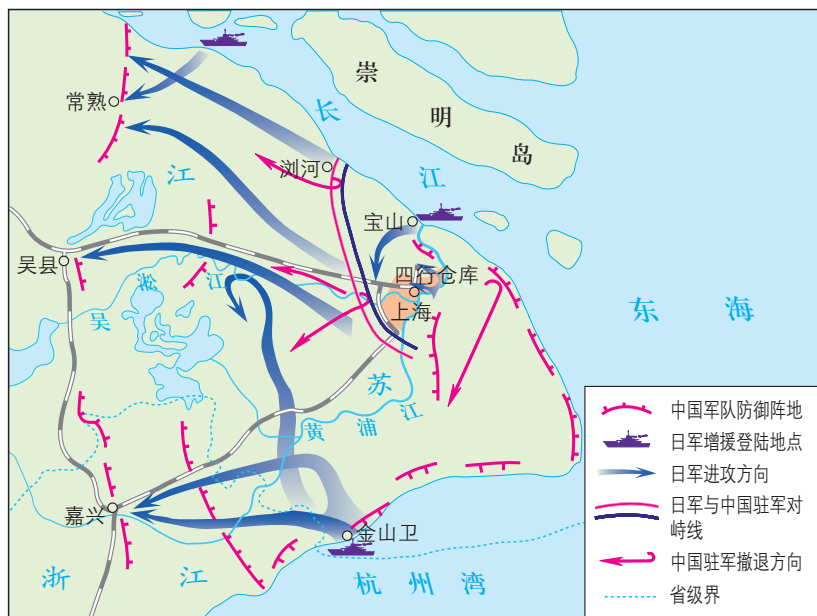 崇明岛
常熟
长江
浏河
江
宝山
吴县
四行仓库
吴淞江
上海
东海
苏
黄浦江
嘉兴
金山卫
浙江
杭州湾
中国军队防御阵地
日军增援登陆地点
日军进攻方向
日军与中国驻军对
峙线
中国驻军撤退方向
省级界